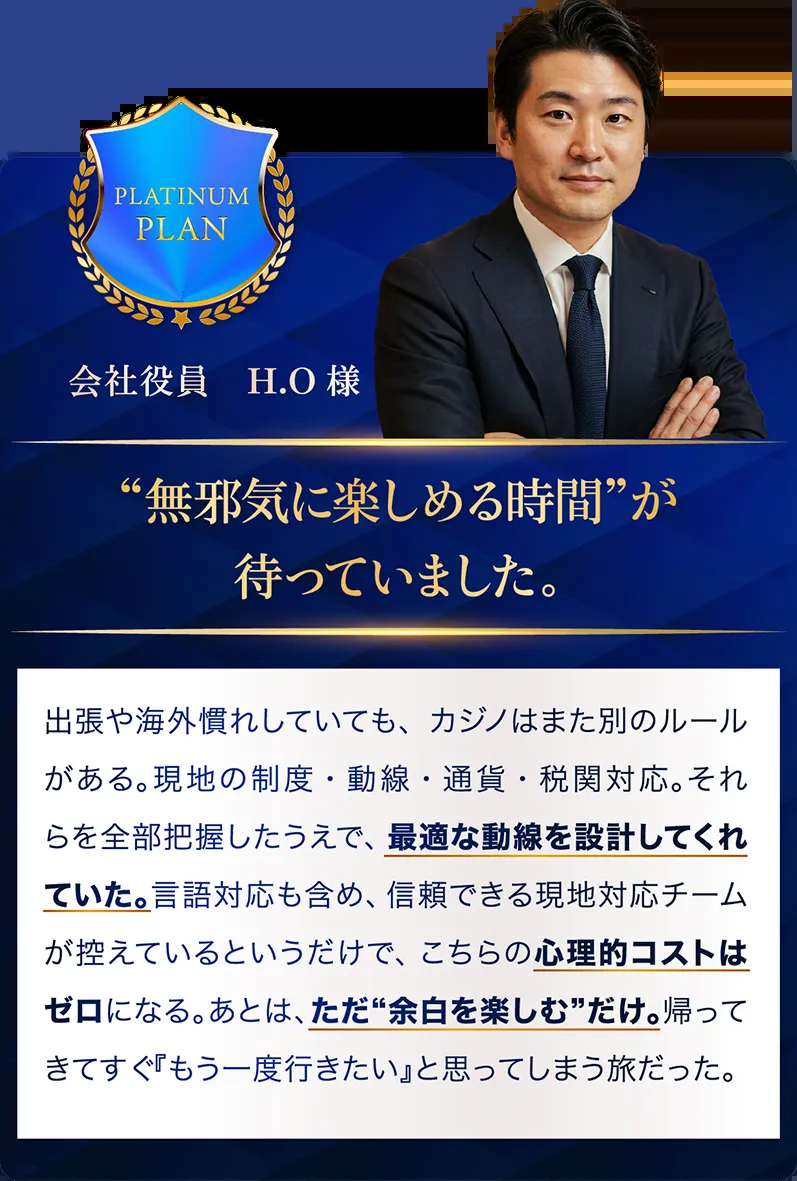 PLATINUM
PLAN
会社役員　H.O 様
“無邪気に楽しめる時間”が
待っていました。
出張や海外慣れしていても、カジノはまた別のルール
がある。現地の制度・動線・通貨・税関対応。それ
らを全部把握したうえで、最適な動線を設計してくれ
ていた。言語対応も含め、信頼できる現地対応チーム
が控えているというだけで、こちらの心理的コストは
ゼロになる。あとは、ただ“余白を楽しむ”だけ。帰って
きてすぐ『もう一度行きたい』と思ってしまう旅だった。